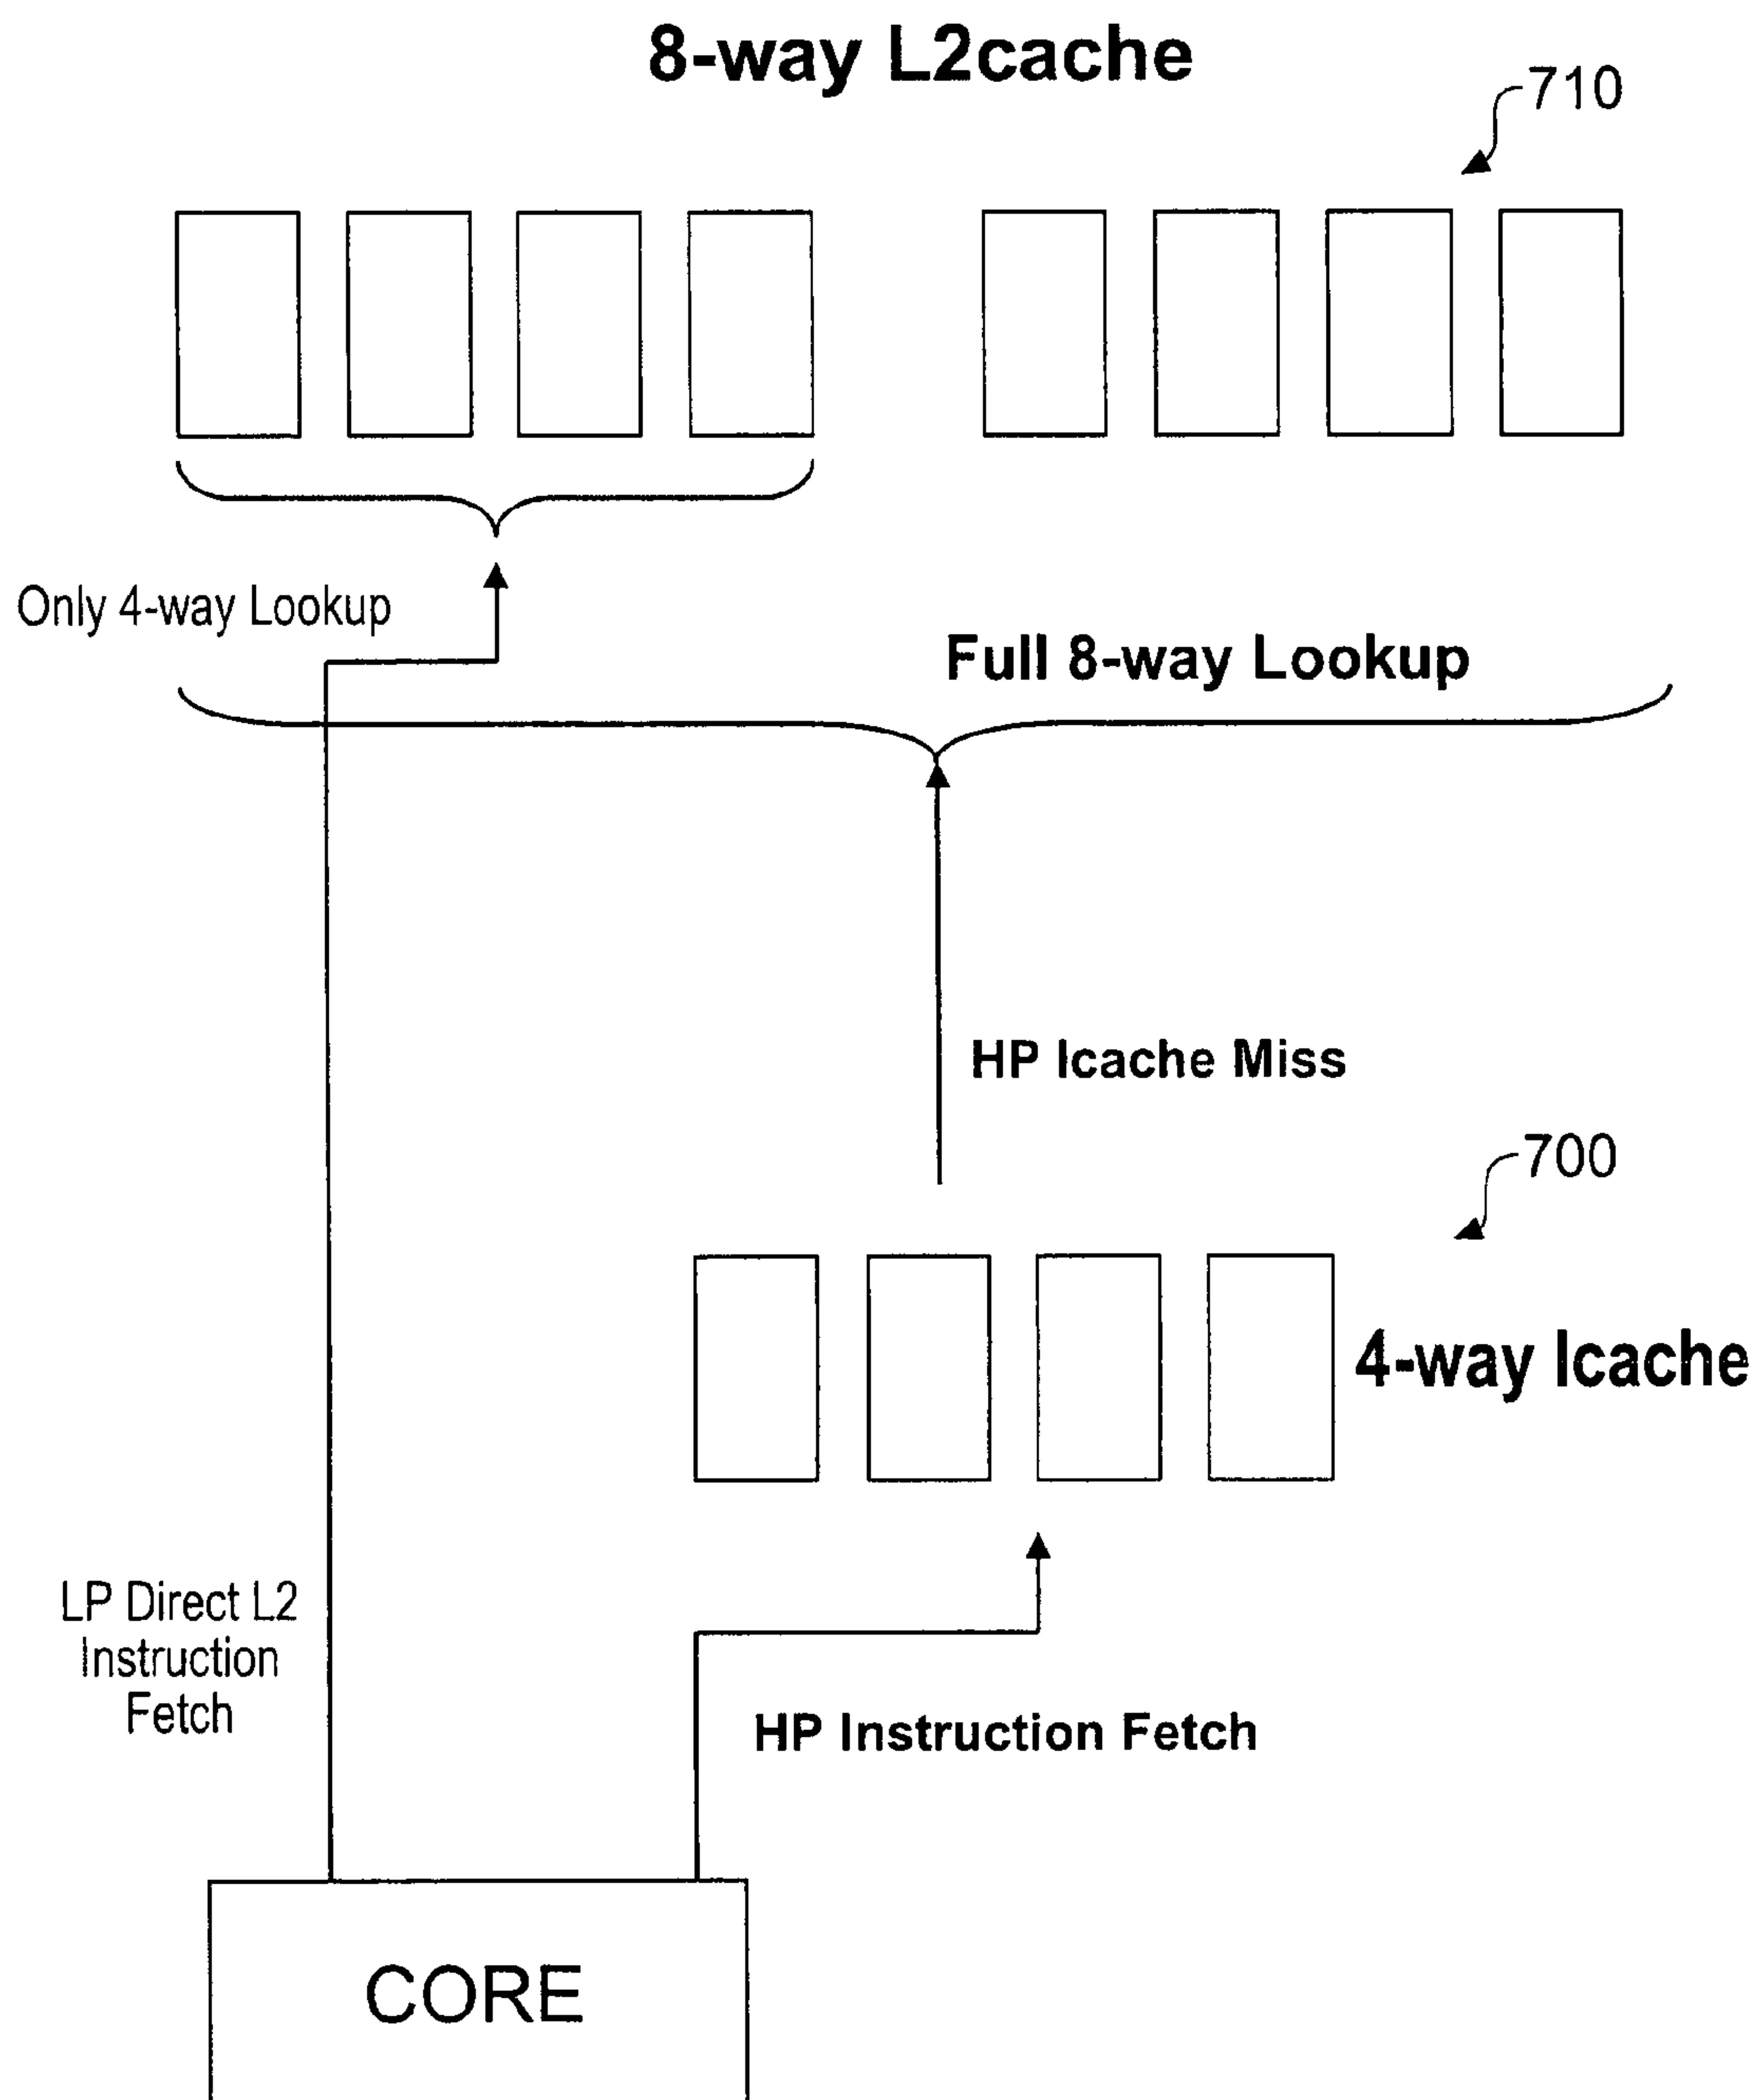 8-way L2cache
710
Only 4-way Lookup
Full 8-way Lookup
HP Icache Miss
700
4-way Icache
LP Direct L2
Instruction
Fetch
HP Instruction Fetch
CORE